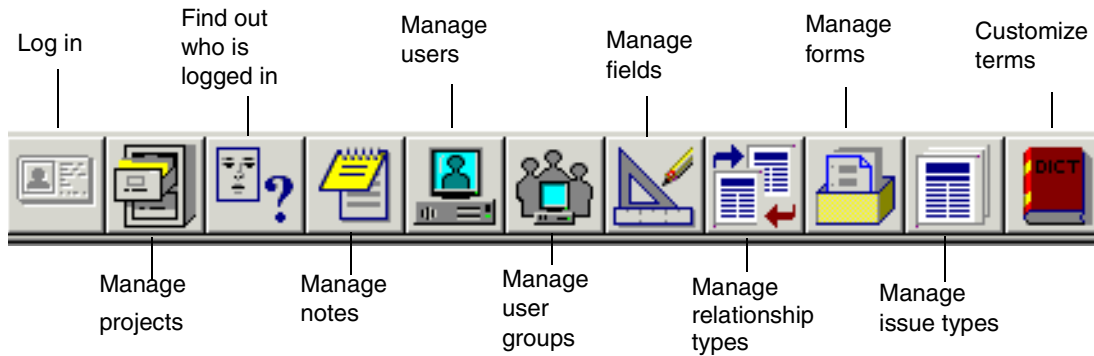 Log in
Find out
who is
logged in
Manage
users
Manage
fields
Manage
forms
Customize
terms
DICT
Manage
projects
Manage
notes
Manage
user
groups
Manage
relationship
types
Manage
issue types